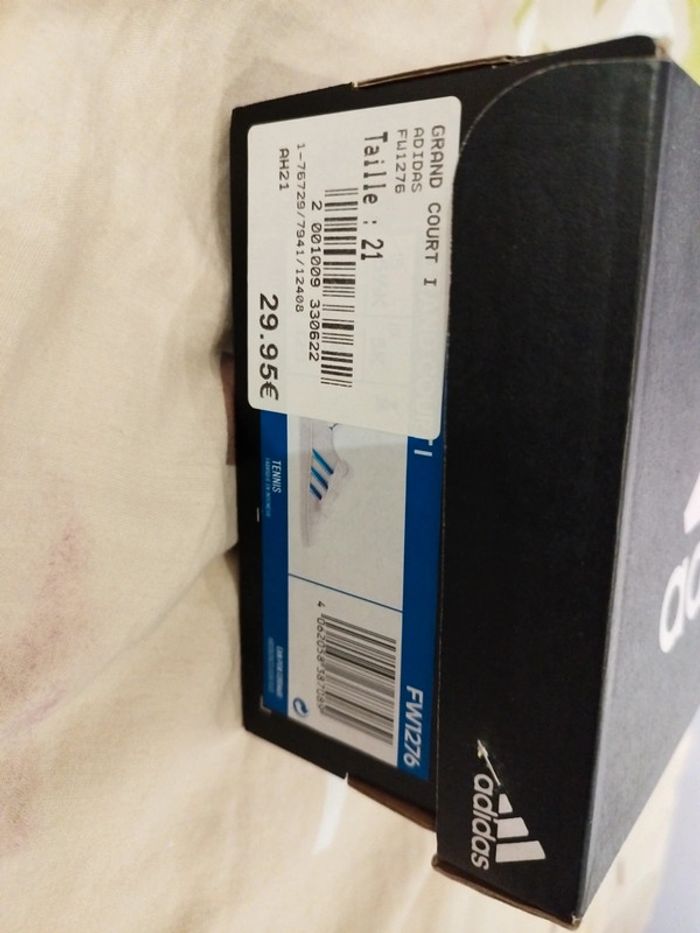 GRAND COURT I
ADIDAS
FW1276
Taille : 21
2 001009 330622
1-76729/7941/12408
AH21
29.95€
TENNIS
FW1276
adidas